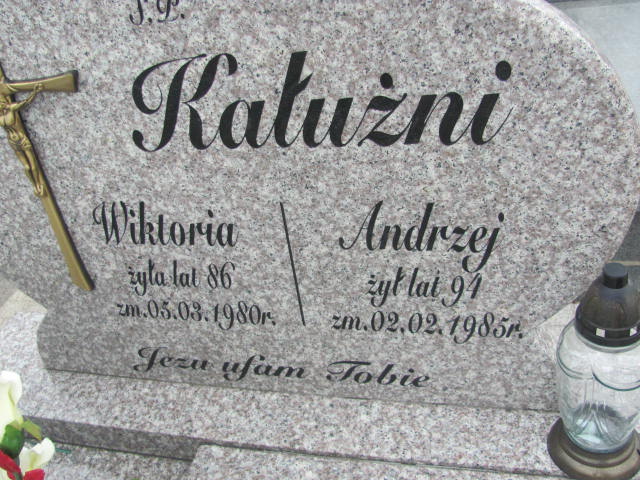 Ś.P.
Kałużni
Wiktoria
żyła lat 86
zm.05.03.1980r.
Andrzej
żył lat 94
zm.02.02.1985r.
Jezu ufam Tobie